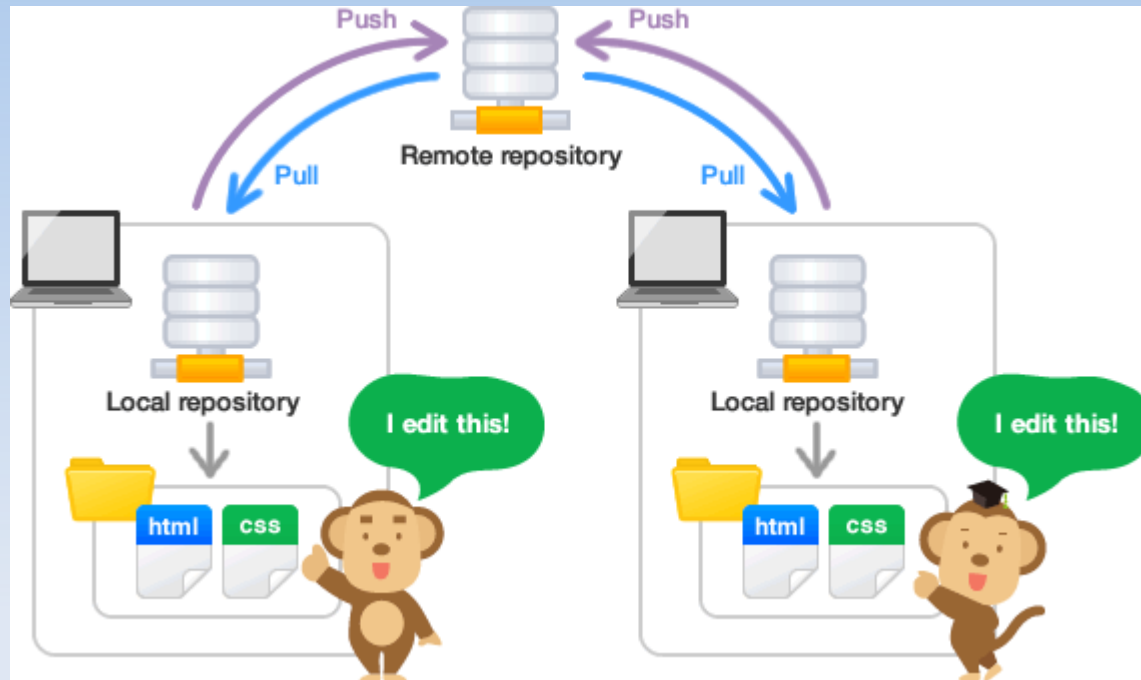 Push
Push
Remote repository
Pull
Pull
Local repository
Local repository
I edit this!
I edit this!
html
css
html
css